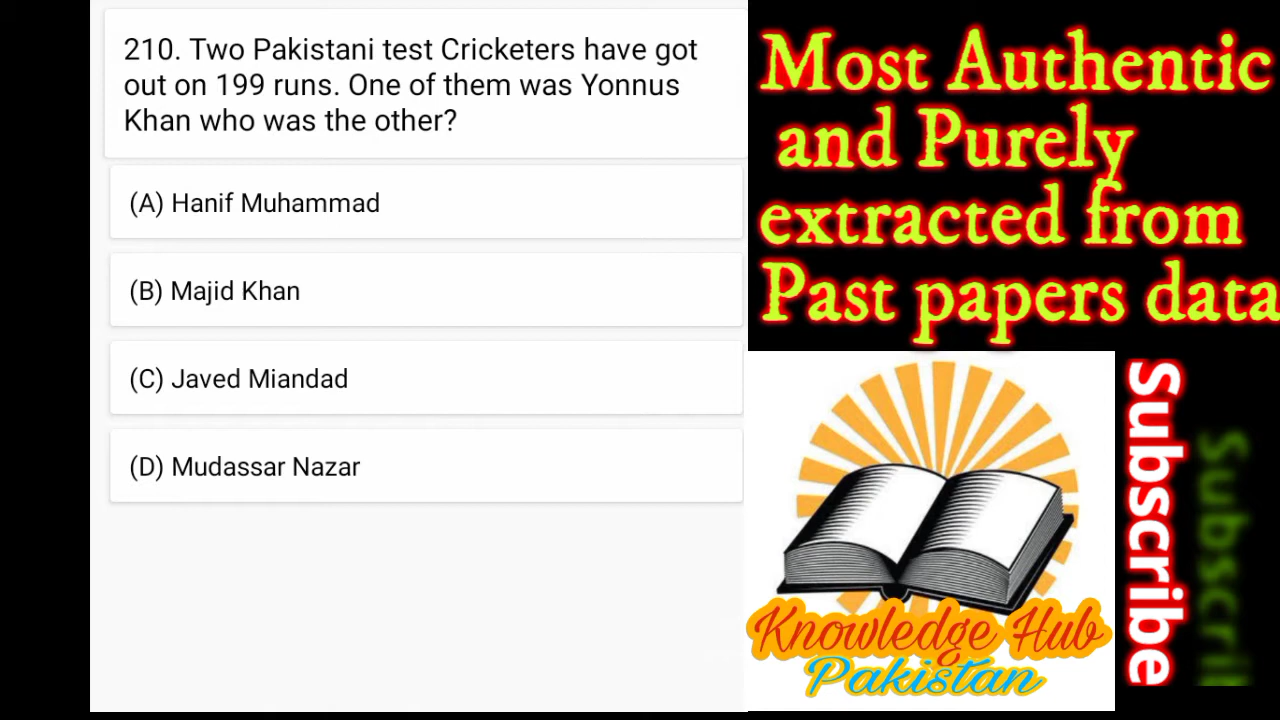 210. Two Pakistani test Cricketers have got
out on 199 runs. One of them was Yonnus
Khan who was the other?
(A) Hanif Muhammad
(B) Majid Khan
(C) Javed Miandad
(D) Mudassar Nazar
Most Authentic
and Purely
extracted from
Past papers data
Knowledge Hub
Pakistan
Subscribe
Subscrib